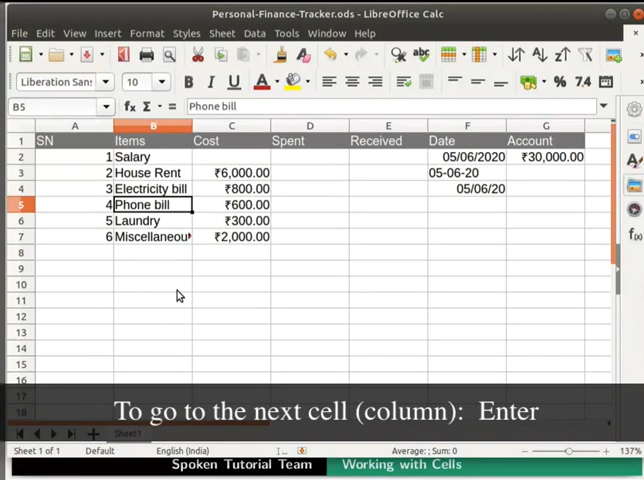 Personal-Finance-Tracker.ods - LibreOffice Calc
File Edit View Insert Format Styles Sheet Data Tools Window Help
Liberation Sans 10 B I U A % 7.4
B5 fx Σ = Phone bill
A B C D E F G
1 SN Items Cost Spent Received Date Account
2 1 Salary 05/06/2020 ₹30,000.00
3 2 House Rent ₹6,000.00 05-06-20
4 3 Electricity bill ₹800.00 05/06/20
5 4 Phone bill ₹600.00
6 5 Laundry ₹300.00
7 6 Miscellaneou ₹2,000.00
8
9
10
11
12
13
14
15
16
17
18
To go to the next cell (column): Enter
Sheet1
Sheet 1 of 1 Default English (India) Average: ; Sum: 0 137%
Spoken Tutorial Team Working with Cells